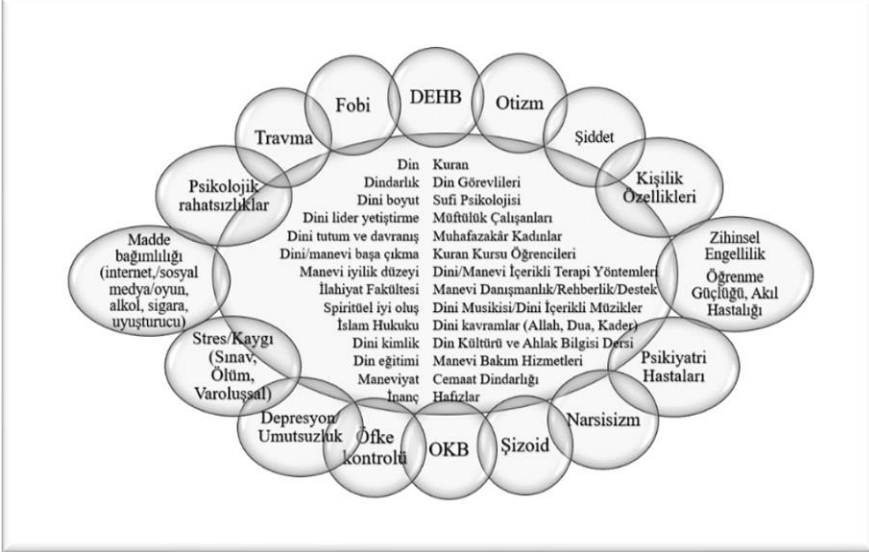 DEHB
Otizm
Şiddet
Kişilik
Özellikleri
Zihinsel
Engellilik
Öğrenme
Güçlüğü, Akıl
Hastalığı
Psikiyatri
Hastaları
Narsisizm
Şizoid
OKB
Öfke
kontrolü
Depresyon/
Umutsuzluk
Stres/Kaygı
(Sınav,
Ölüm,
Varoluşsal)
Madde
bağımlılığı
(internet,/sosyal
medya/oyun,
alkol, sigara,
uyuşturucu)
Psikolojik
rahatsızlıklar
Travma
Fobi
Din
Dindarlık
Dini boyut
Dini lider yetiştirme
Dini tutum ve davranış
Dini/manevi başa çıkma
Manevi iyilik düzeyi
İlahiyat Fakültesi
Spiritüel iyi oluş
İslam Hukuku
Dini kimlik
Din eğitimi
Maneviyat
İnanç
Kuran
Din Görevlileri
Sufi Psikolojisi
Müftülük Çalışanları
Muhafazakâr Kadınlar
Kuran Kursu Öğrencileri
Dini/Manevi İçerikli Terapi Yöntemleri
Manevi Danışmanlık/Rehberlik/Destek
Dini Musikisi/Dini İçerikli Müzikler
Dini kavramlar (Allah, Dua, Kader)
Din Kültürü ve Ahlak Bilgisi Dersi
Manevi Bakım Hizmetleri
Cemaat Dindarlığı
Hafızlar